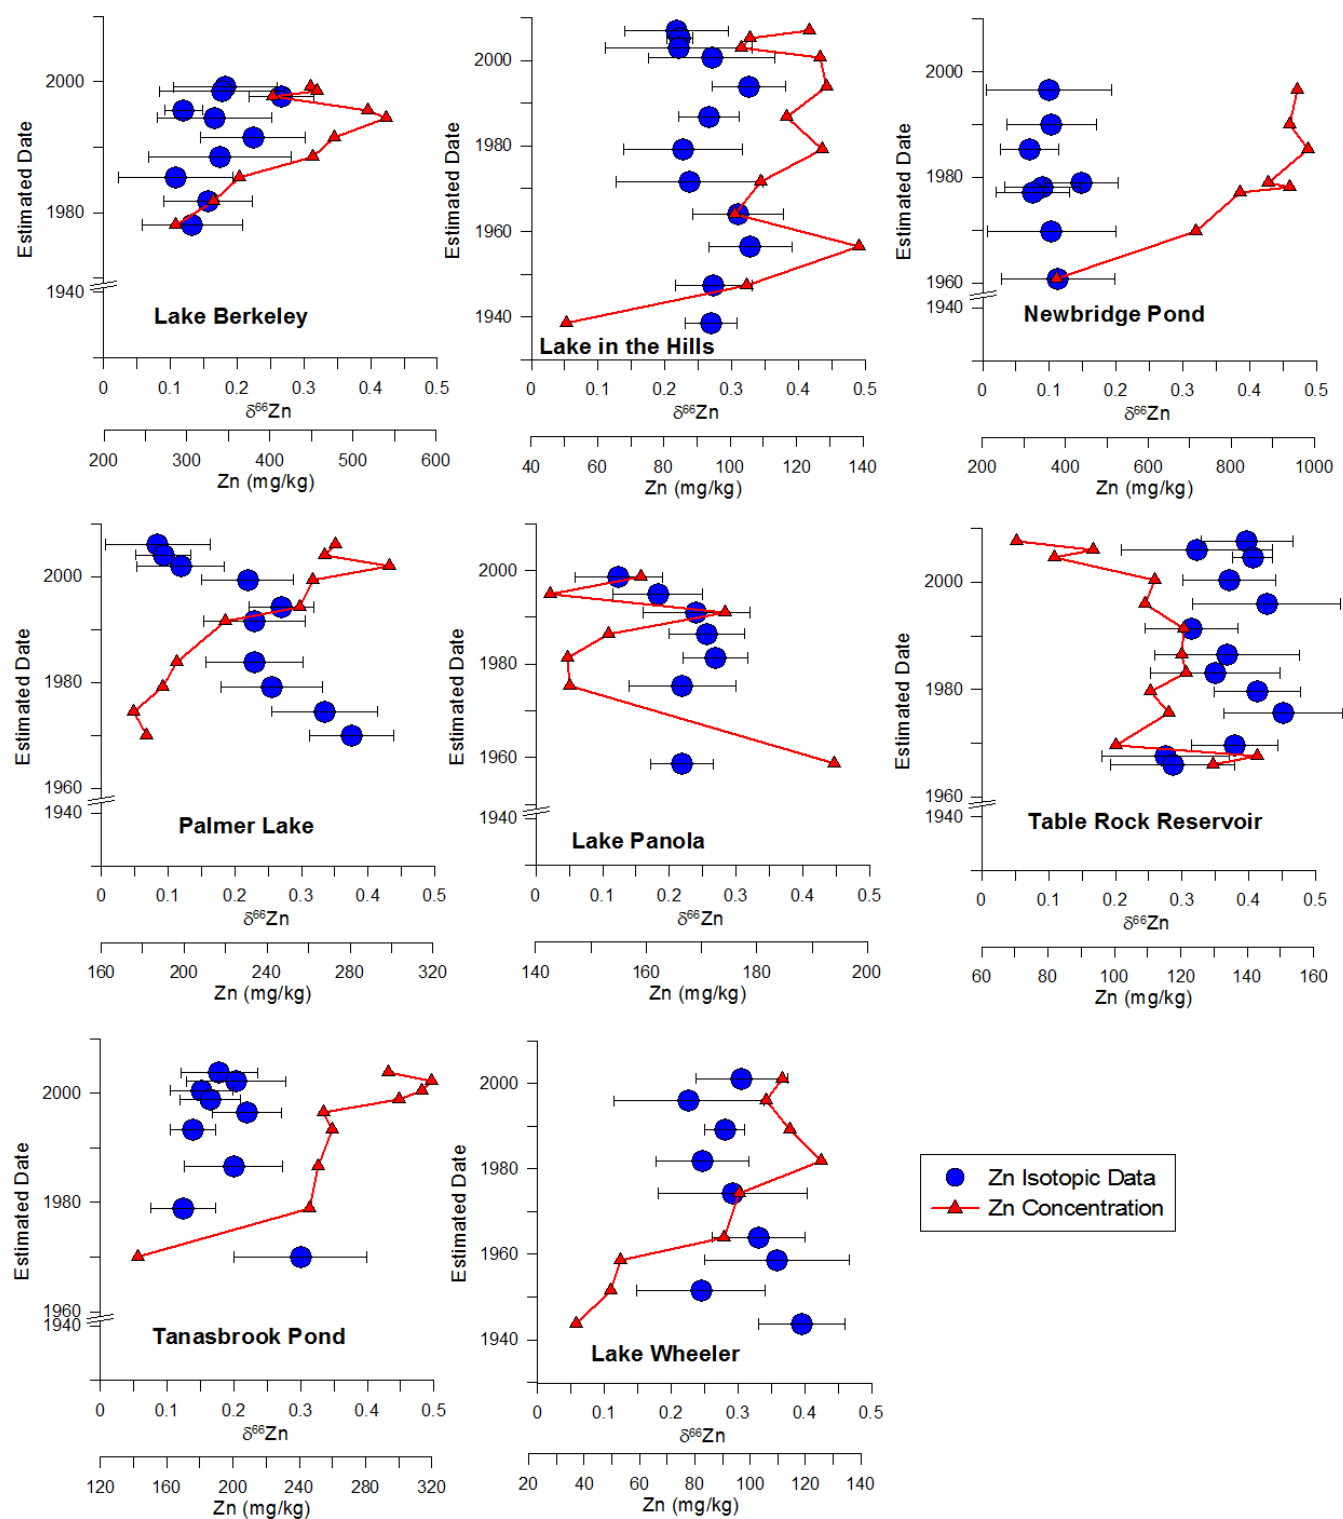 2000
1980
1940
Estimated Date
Lake Berkeley
0 0.1 0.2 0.3 0.4 0.5
δ⁶⁶Zn
200 300 400 500 600
Zn (mg/kg)
2000
1980
1960
1940
Estimated Date
Lake in the Hills
0 0.1 0.2 0.3 0.4 0.5
δ⁶⁶Zn
40 60 80 100 120 140
Zn (mg/kg)
2000
1980
1960
1940
Estimated Date
Newbridge Pond
0 0.1 0.2 0.3 0.4 0.5
δ⁶⁶Zn
200 400 600 800 1000
Zn (mg/kg)
2000
1980
1960
1940
Estimated Date
Palmer Lake
0 0.1 0.2 0.3 0.4 0.5
δ⁶⁶Zn
160 200 240 280 320
Zn (mg/kg)
2000
1980
1960
1940
Estimated Date
Lake Panola
0 0.1 0.2 0.3 0.4 0.5
δ⁶⁶Zn
140 160 180 200
Zn (mg/kg)
2000
1980
1960
1940
Estimated Date
Table Rock Reservoir
0 0.1 0.2 0.3 0.4 0.5
δ⁶⁶Zn
60 80 100 120 140 160
Zn (mg/kg)
2000
1980
1960
1940
Estimated Date
Tanasbrook Pond
0 0.1 0.2 0.3 0.4 0.5
δ⁶⁶Zn
120 160 200 240 280 320
Zn (mg/kg)
2000
1980
1960
1940
Estimated Date
Lake Wheeler
0 0.1 0.2 0.3 0.4 0.5
δ⁶⁶Zn
20 40 60 80 100 120 140
Zn (mg/kg)
Zn Isotopic Data
Zn Concentration